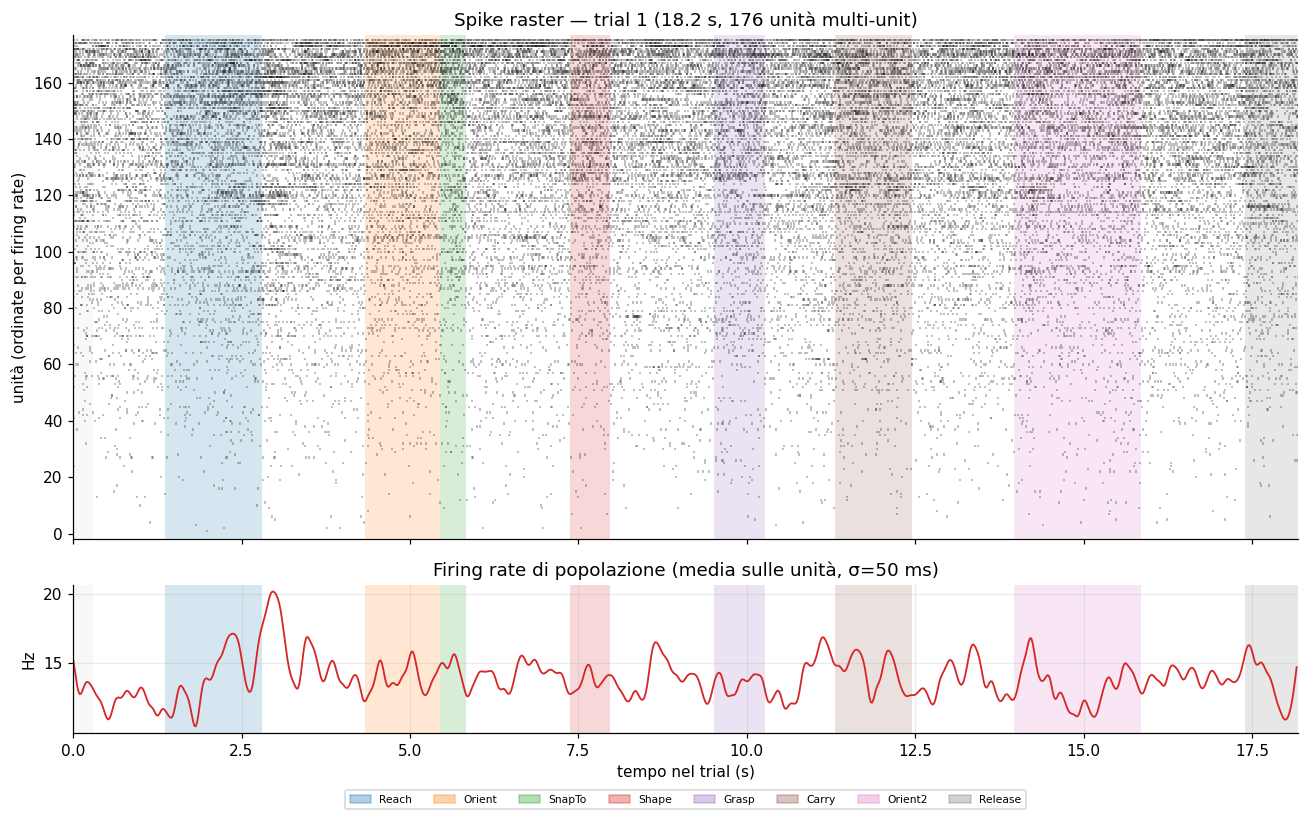 Spike raster — trial 1 (18.2 s, 176 unità multi-unit)
unità (ordinate per firing rate)
160
140
120
100
80
60
40
20
0
Firing rate di popolazione (media sulle unità, σ=50 ms)
Hz
20
15
0.0 2.5 5.0 7.5 10.0 12.5 15.0 17.5
tempo nel trial (s)
Reach Orient SnapTo Shape Grasp Carry Orient2 Release